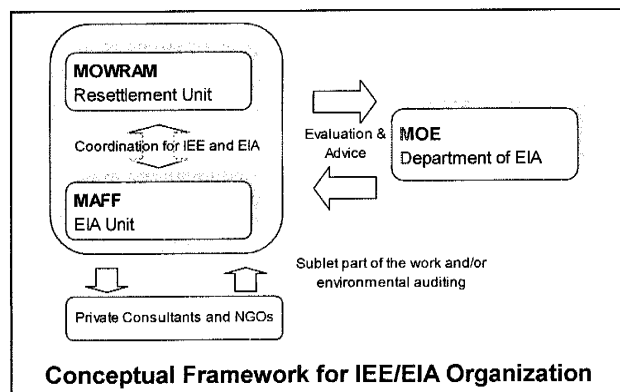 MOWRAM
Resettlement Unit
Coordination for IEE and EIA
MAFF
EIA Unit
Evaluation &
Advice
MOE
Department of EIA
Sublet part of the work and/or
environmental auditing
Private Consultants and NGOs
Conceptual Framework for IEE/EIA Organization